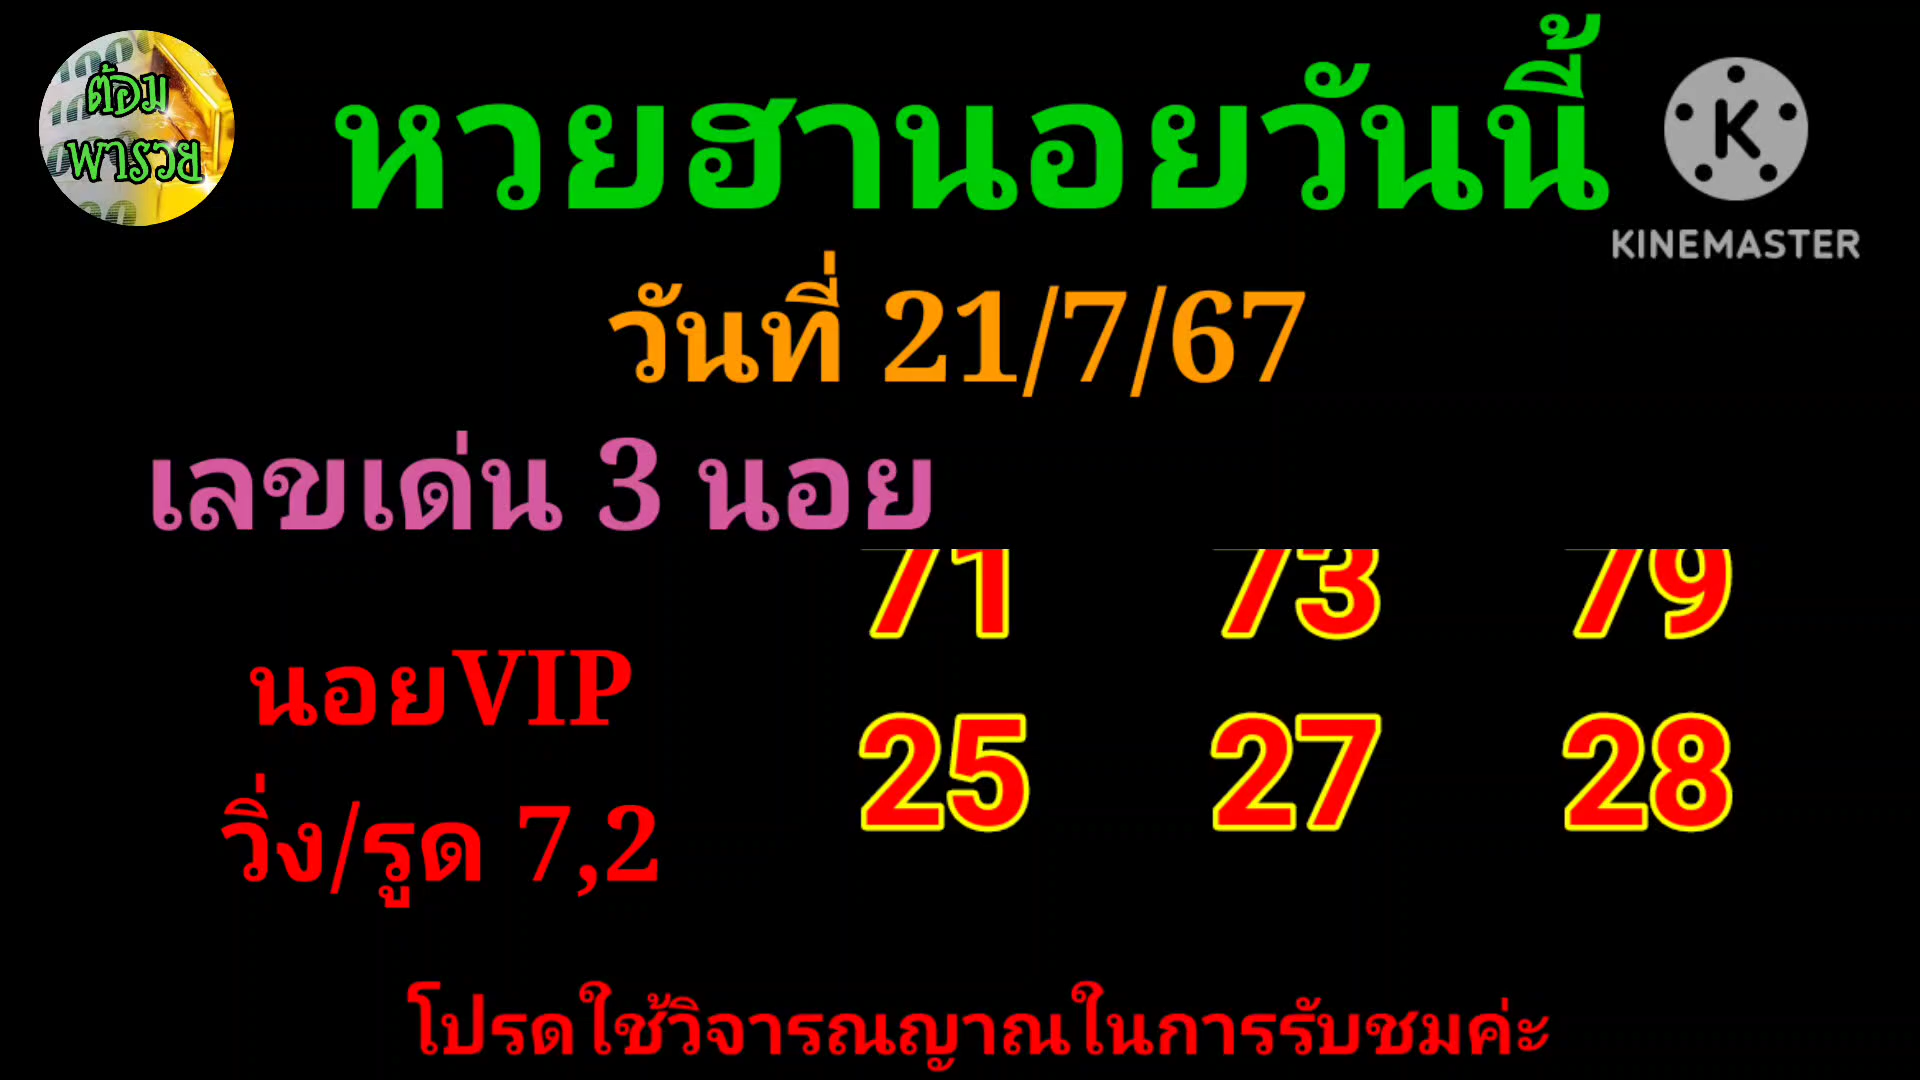 ต้อม
พารวย
หวยฮานอยวันนี้
KINEMASTER
วันที่ 21/7/67
เลขเด่น 3 นอย
71 73 79
นอยVIP
25 27 28
วิ่ง/รูด 7,2
โปรดใช้วิจารณญาณในการรับชมค่ะ